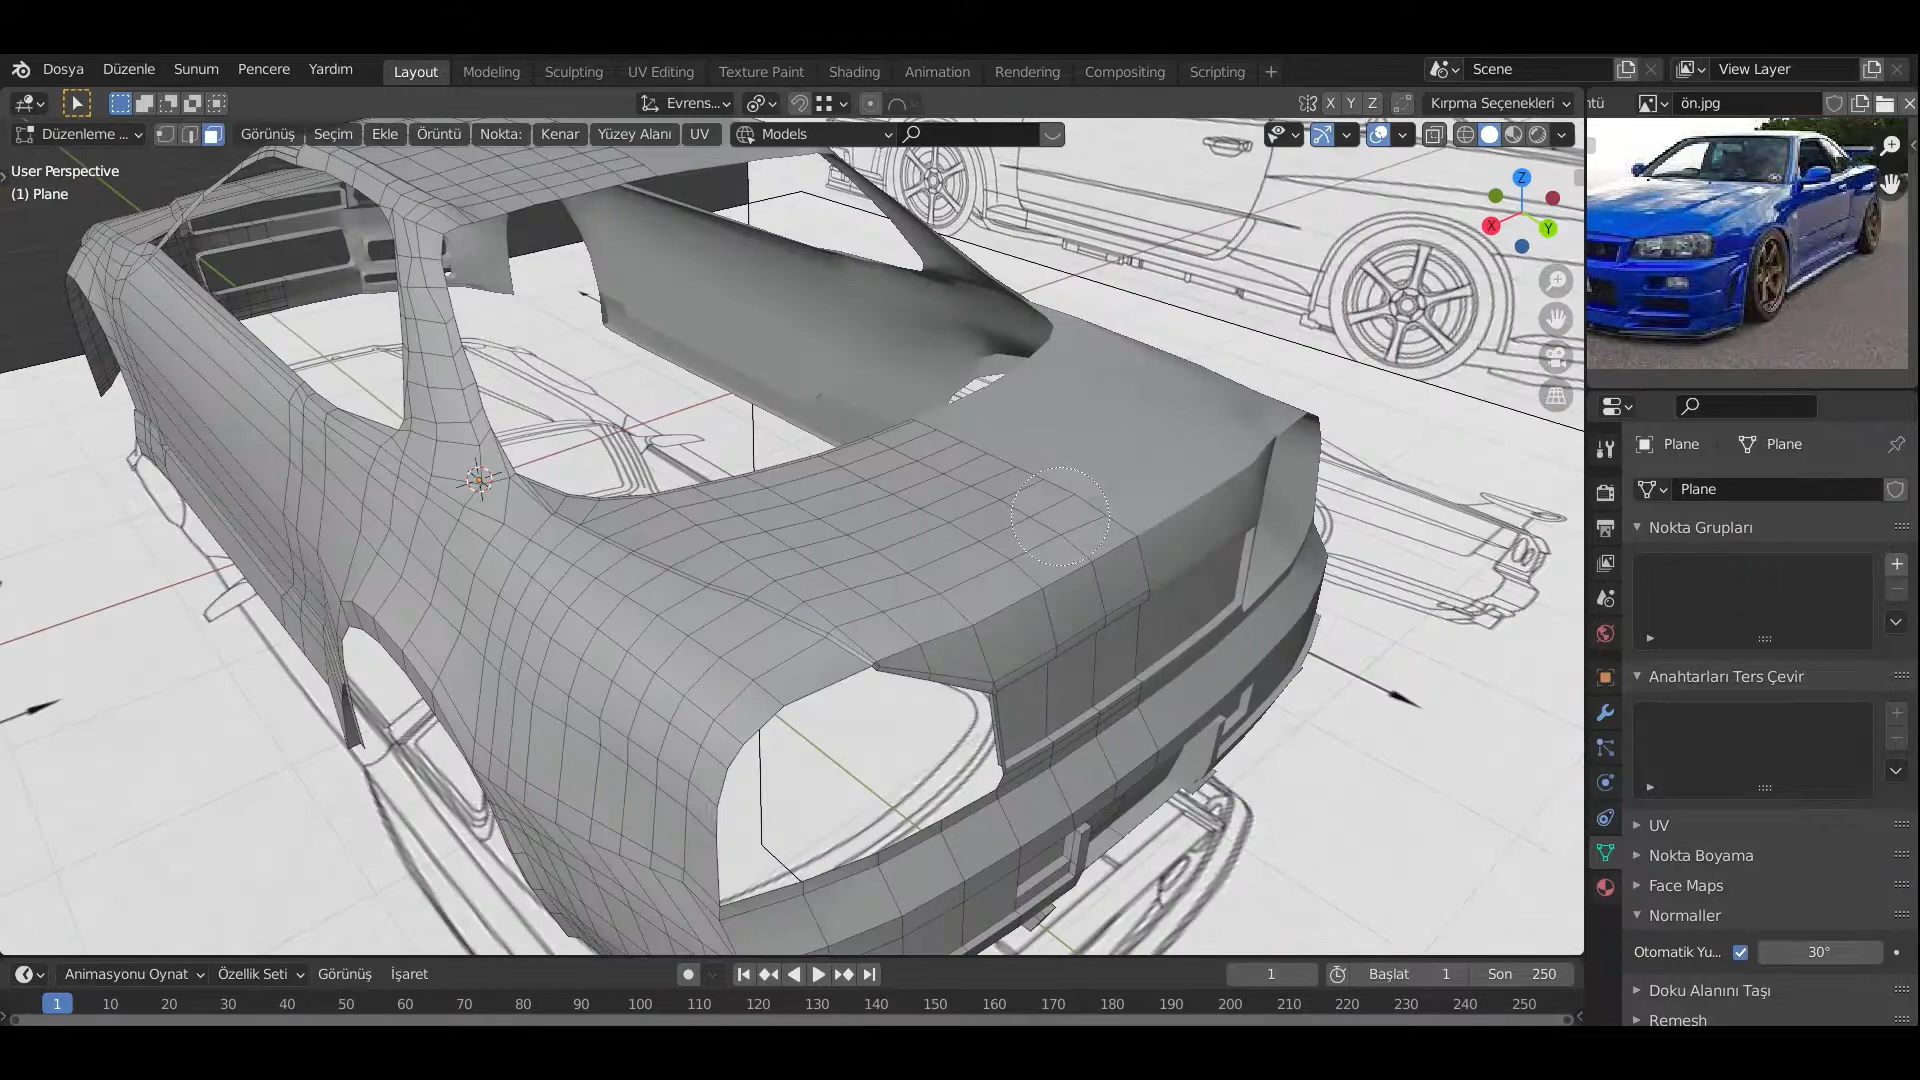 Dosya Düzenle Sunum Pencere Yardım Layout Modeling Sculpting UV Editing Texture Paint Shading Animation Rendering Compositing Scripting + Scene View Layer
Evrens... X Y Z Kırpma Seçenekleri tü ön.jpg
Düzenleme ... Görünüş Seçim Ekle Örüntü Nokta: Kenar Yüzey Alanı UV Models
User Perspective
(1) Plane
Z
X
Y
Plane Plane
Plane
Nokta Grupları
Anahtarları Ters Çevir
UV
Nokta Boyama
Face Maps
Normaller
Otomatik Yu... 30°
Doku Alanını Taşı
Remesh
Animasyonu Oynat Özellik Seti Görünüş İşaret 1 Başlat 1 Son 250
1 10 20 30 40 50 60 70 80 90 100 110 120 130 140 150 160 170 180 190 200 210 220 230 240 250